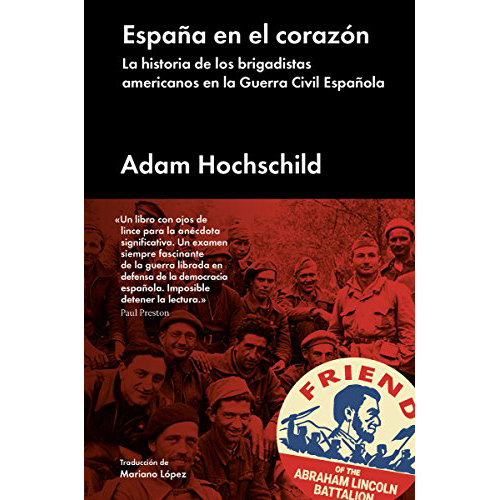 España en el corazón
La historia de los brigadistas
americanos en la Guerra Civil Española
Adam Hochschild
«Un libro con ojos de
lince para la anécdota
significativa. Un examen
siempre fascinante
de la guerra librada en
defensa de la democracia
española. Imposible
detener la lectura.»
Paul Preston
FRIEND
OF THE
ABRAHAM LINCOLN
BATTALION
Traducción de
Mariano López